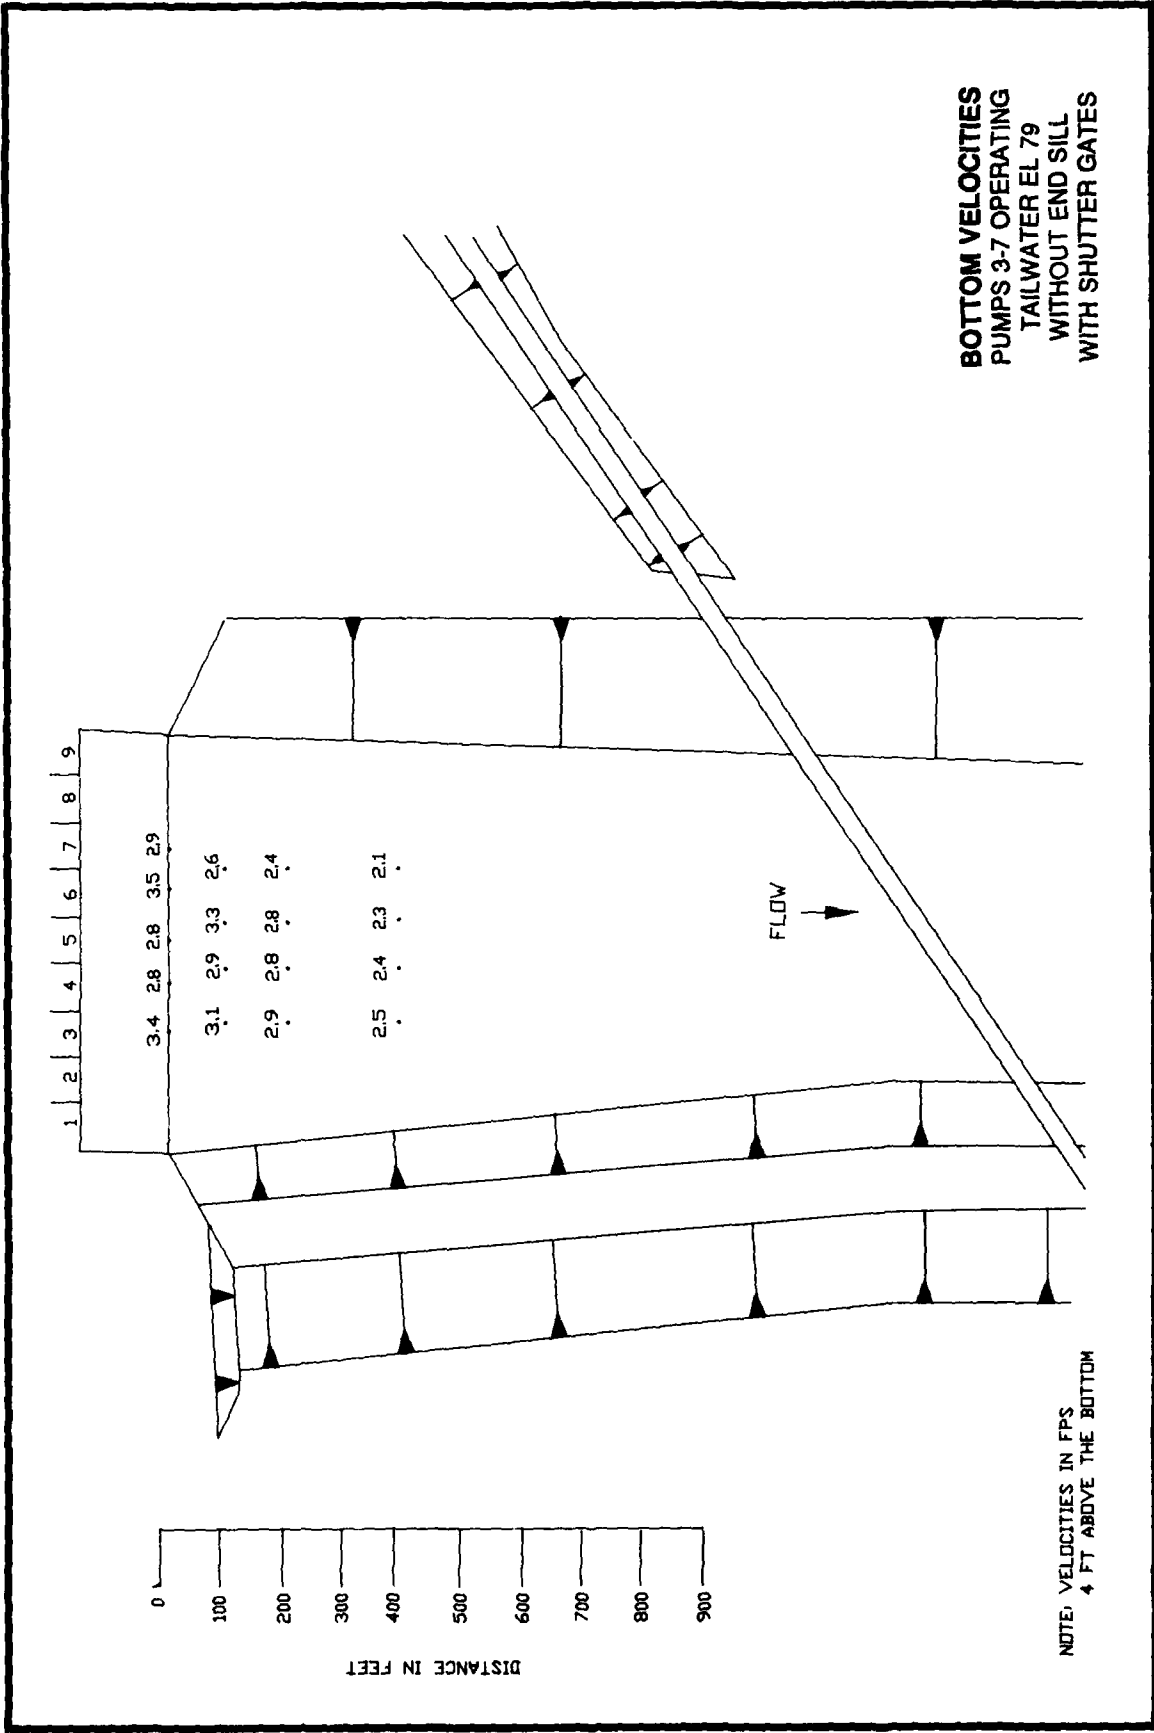 1 2 3 4 5 6 7 8 9
3.4 2.8 2.8 3.5 2.9
3.1 2.9 3.3 2.6
2.9 2.8 2.8 2.4
2.5 2.4 2.3 2.1
FLOW
0
100
200
300
400
500
600
700
800
900
DISTANCE IN FEET
NOTE: VELOCITIES IN FPS
4 FT ABOVE THE BOTTOM
BOTTOM VELOCITIES
PUMPS 3-7 OPERATING
TAILWATER EL 79
WITHOUT END SILL
WITH SHUTTER GATES